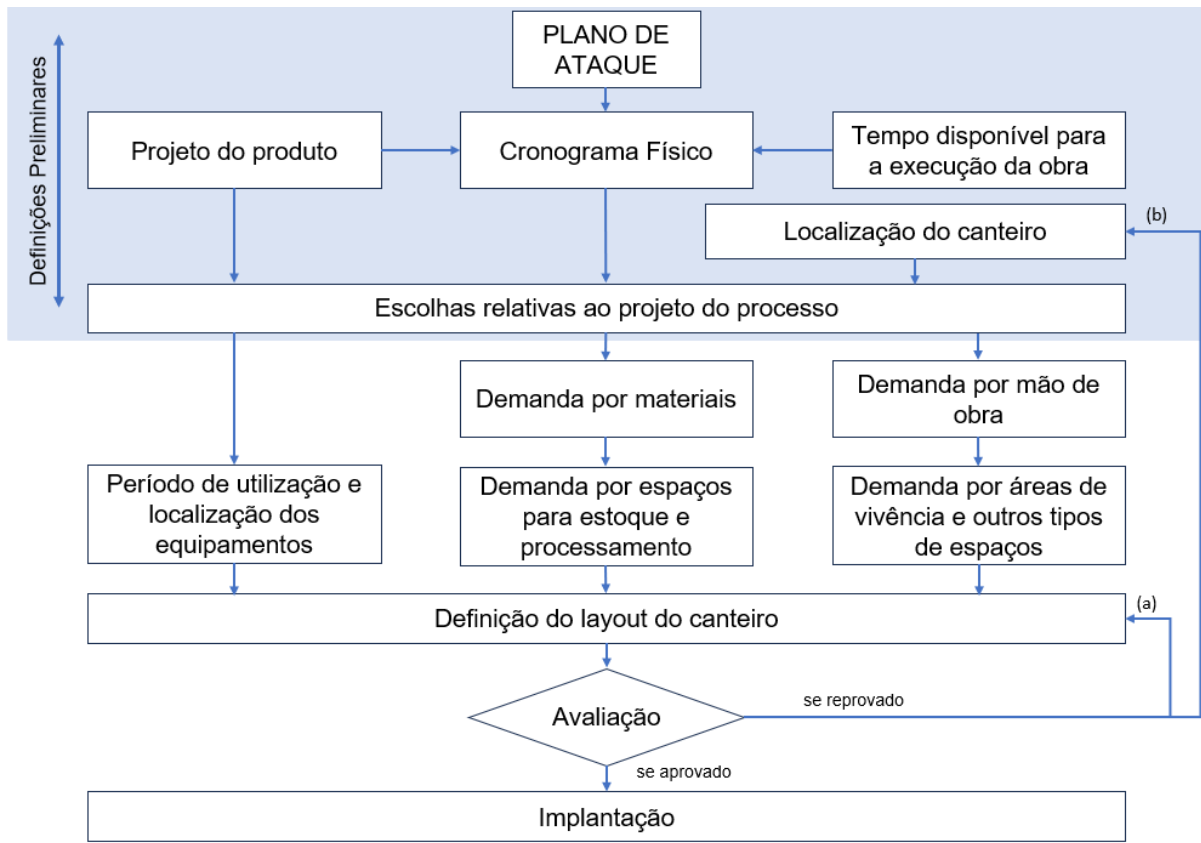 PLANO DE
ATAQUE
Definições Preliminares
Projeto do produto
Cronograma Físico
Tempo disponível para
a execução da obra
(b)
Localização do canteiro
Escolhas relativas ao projeto do processo
Demanda por materiais
Demanda por mão de
obra
Período de utilização e
localização dos
equipamentos
Demanda por espaços
para estoque e
processamento
Demanda por áreas de
vivência e outros tipos
de espaços
(a)
Definição do layout do canteiro
Avaliação
se reprovado
se aprovado
Implantação